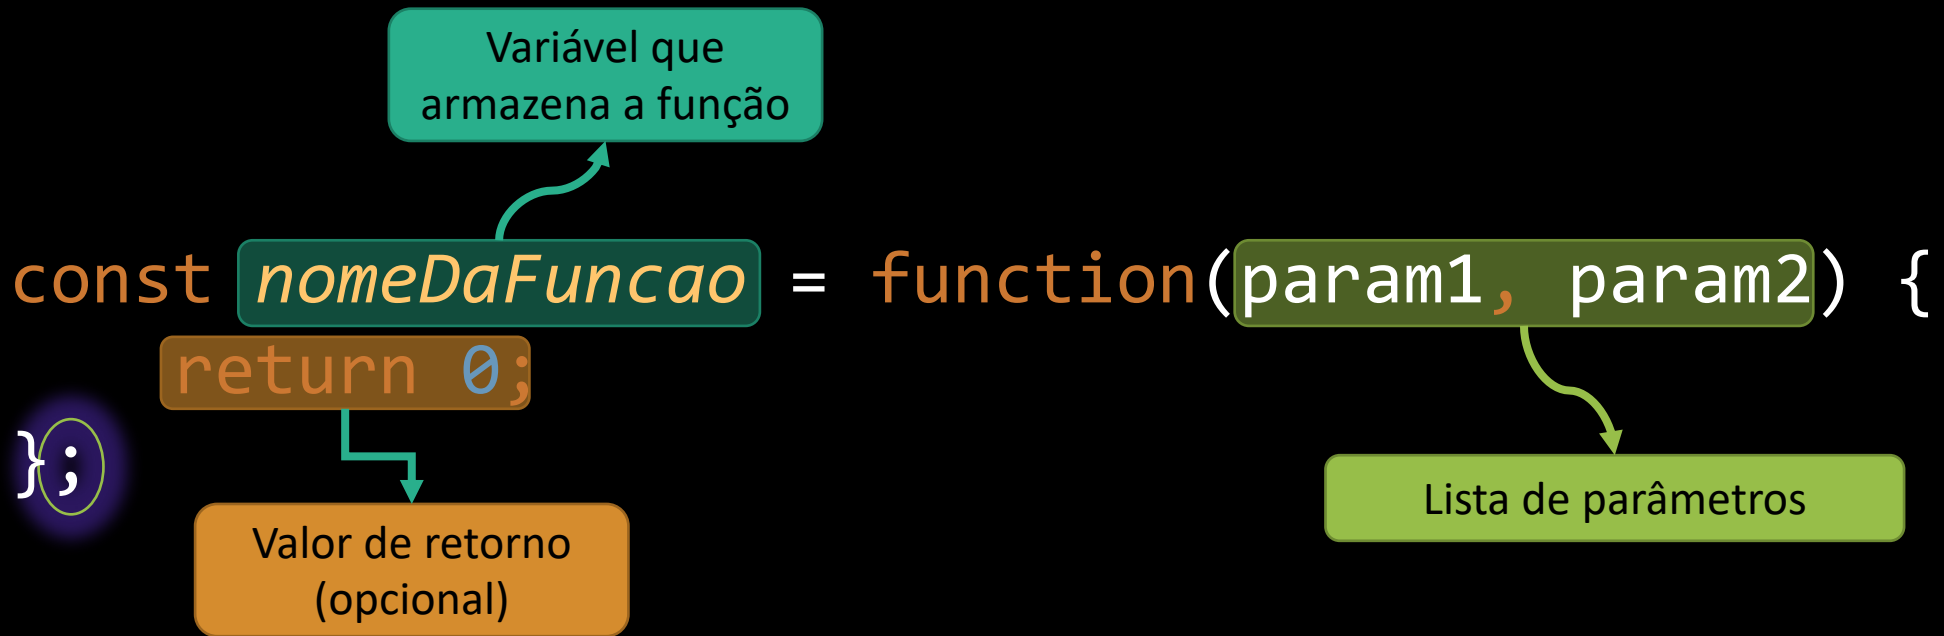 Variável que
armazena a função
const nomeDaFuncao = function(param1, param2) {
return 0;
};
Valor de retorno
(opcional)
Lista de parâmetros